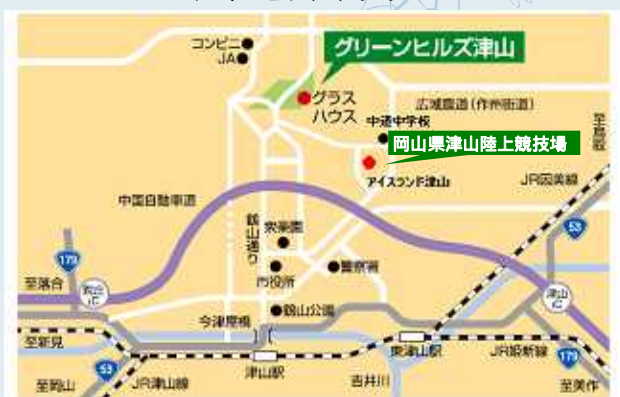 コンビニ
JA
グリーンヒルズ津山
グラス
ハウス
広域農道(作州街道)
中道中学校
至鳥取
岡山県津山陸上競技場
アイスランド津山
JR因美線
中国自動車道
鶴山通り
衆楽園
53
179
至落合
院庄
IC
市役所
警察署
津山
IC
鶴山公園
今津屋橋
至新見
東津山駅
JR姫新線
179
53
津山駅
至岡山
JR津山線
吉井川
至美作